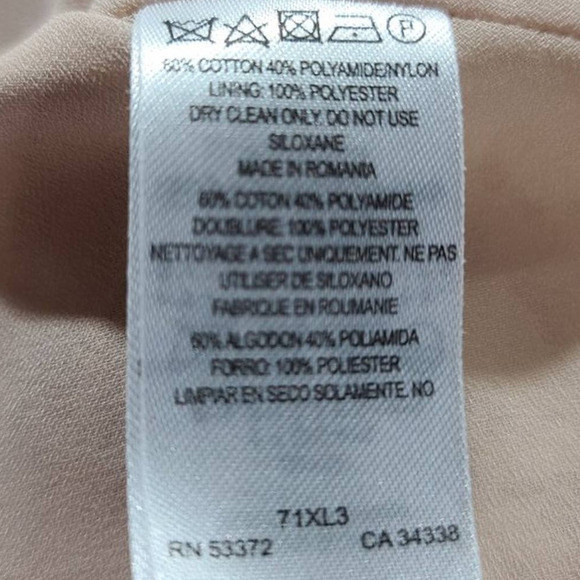 P
60% COTTON 40% POLYAMIDE/NYLON
LINING: 100% POLYESTER
DRY CLEAN ONLY. DO NOT USE
SILOXANE
MADE IN ROMANIA
60% COTON 40% POLYAMIDE
DOUBLURE: 100% POLYESTER
NETTOYAGE A SEC UNIQUEMENT. NE PAS
UTILISER DE SILOXANO
FABRIQUE EN ROUMANIE
60% ALGODON 40% POLIAMIDA
FORRO: 100% POLIESTER
LIMPIAR EN SECO SOLAMENTE. NO
71XL3
RN 53372 CA 34338